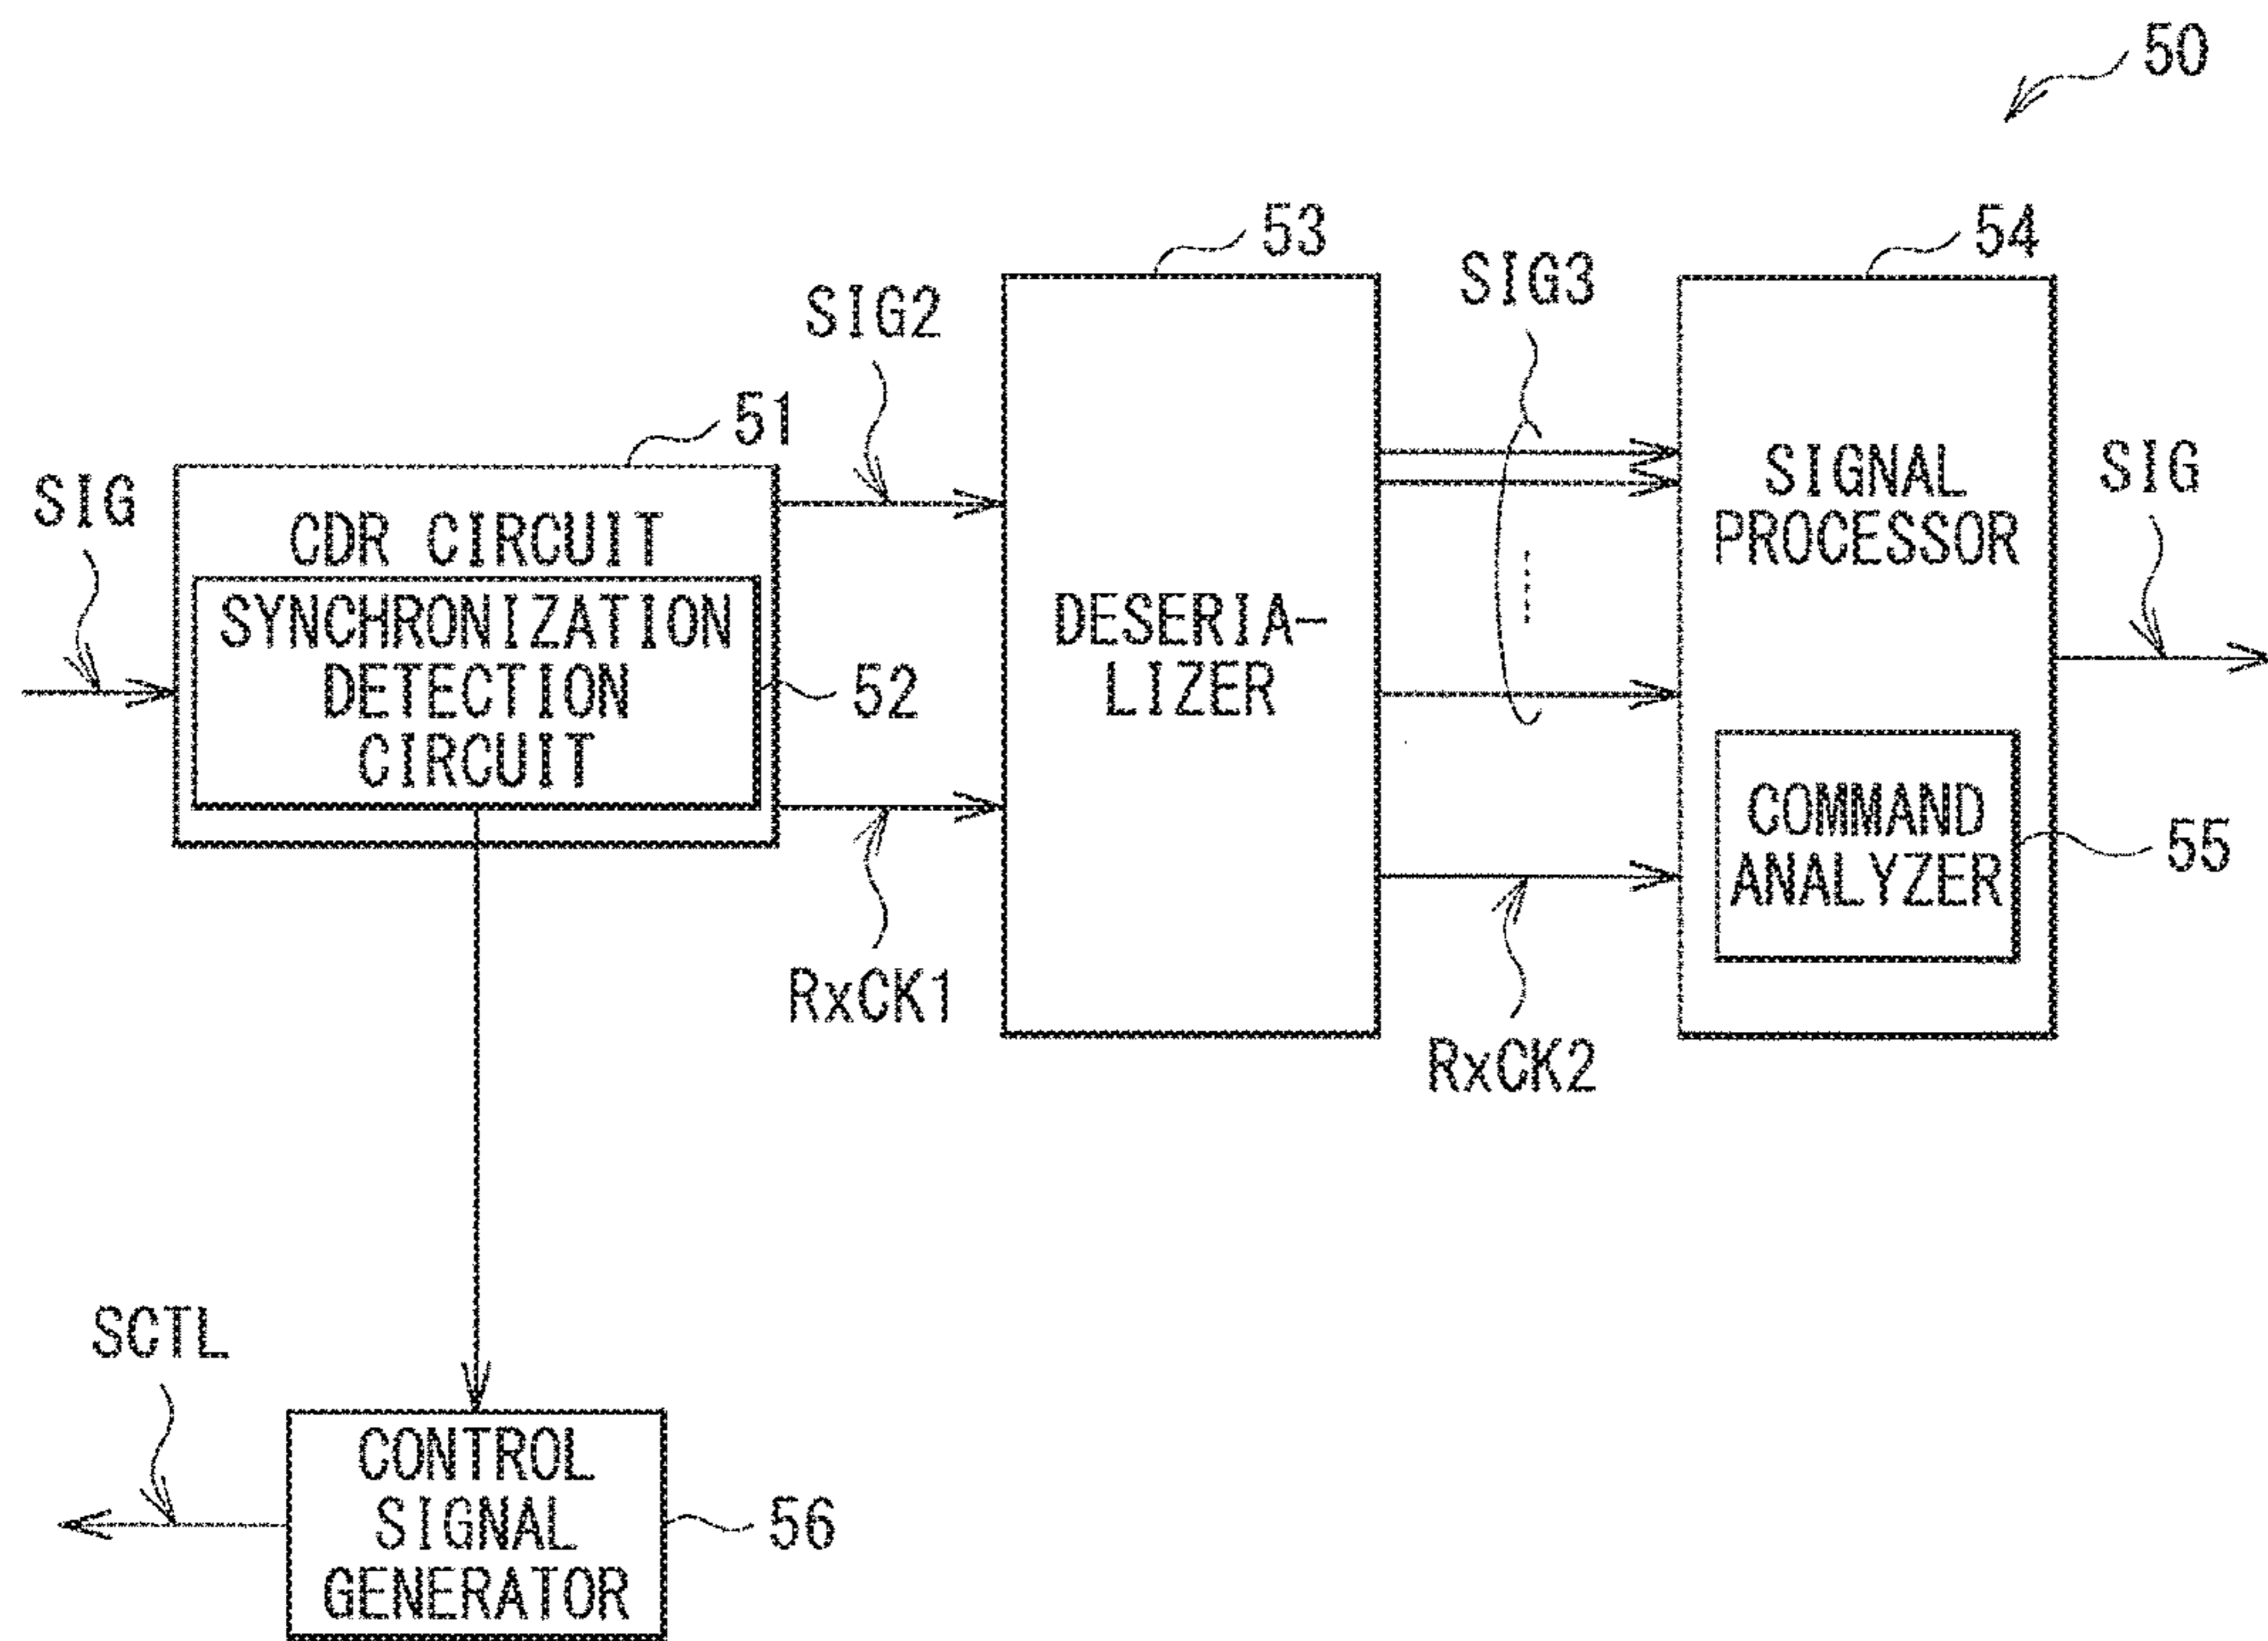 50
53
54
SIG3
SIG2
51
SIG
SIG
CDR CIRCUIT
SIGNAL
PROCESSOR
SYNCHRONIZATION
DETECTION
CIRCUIT
52
DESERIA-
LIZER
COMMAND
ANALYZER
55
RxCK1
RxCK2
SCTL
CONTROL
SIGNAL
GENERATOR
56